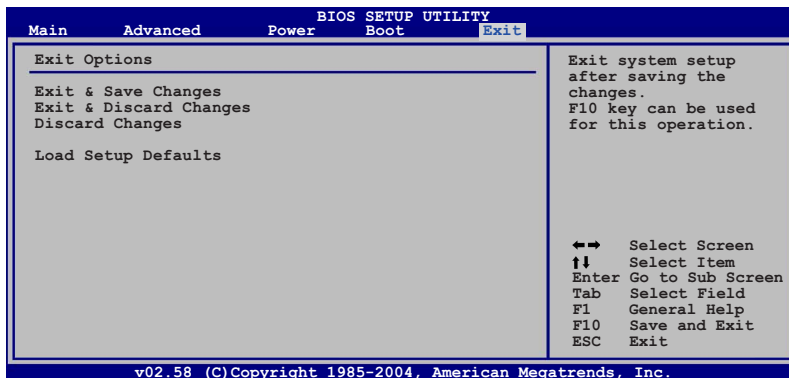 BIOS SETUP UTILITY
Main Advanced Power Boot Exit
Exit Options
Exit & Save Changes
Exit & Discard Changes
Discard Changes
Load Setup Defaults
Exit system setup
after saving the
changes.
F10 key can be used
for this operation.
←→ Select Screen
↑↓ Select Item
Enter Go to Sub Screen
Tab Select Field
F1 General Help
F10 Save and Exit
ESC Exit
v02.58 (C)Copyright 1985-2004, American Megatrends, Inc.